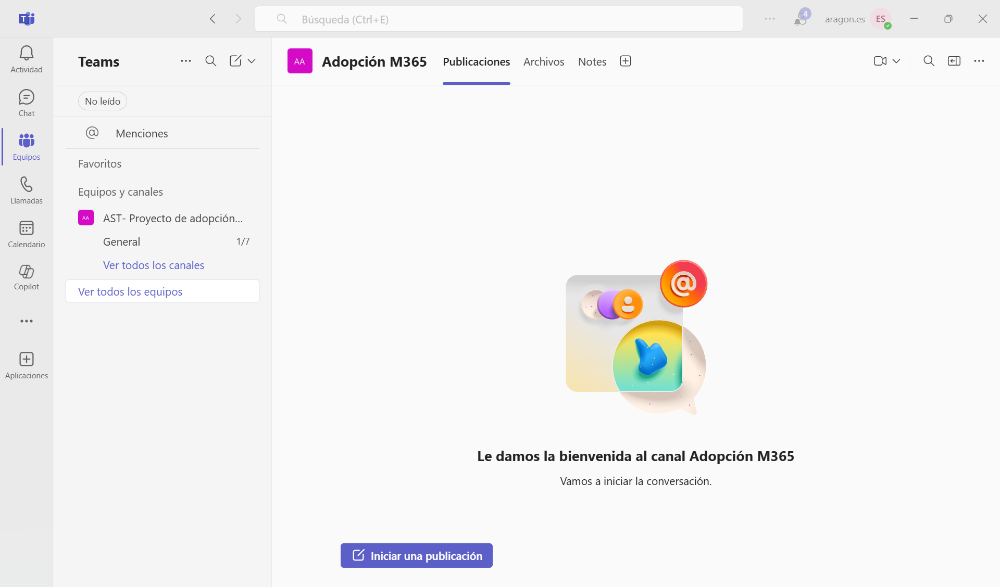 Búsqueda (Ctrl+E)
4
aragon.es
ES
Actividad
Chat
Equipos
Llamadas
Calendario
Copilot
Aplicaciones
Teams
No leído
@ Menciones
Favoritos
Equipos y canales
AA AST- Proyecto de adopción...
General 1/7
Ver todos los canales
Ver todos los equipos
AA Adopción M365 Publicaciones Archivos Notes
@
Le damos la bienvenida al canal Adopción M365
Vamos a iniciar la conversación.
Iniciar una publicación